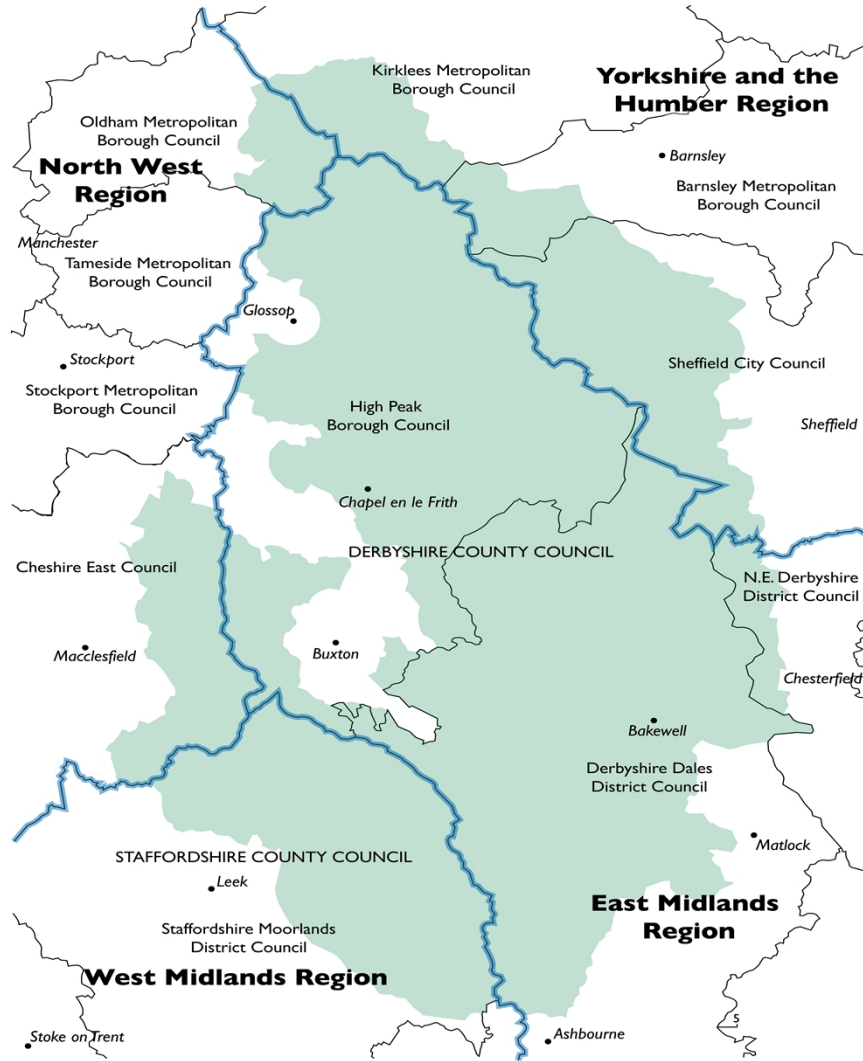 Kirklees Metropolitan
Borough Council
Yorkshire and the
Humber Region
Oldham Metropolitan
Borough Council
North West
Region
Barnsley
Barnsley Metropolitan
Borough Council
Manchester
Tameside Metropolitan
Borough Council
Glossop
Stockport
Stockport Metropolitan
Borough Council
Sheffield City Council
High Peak
Borough Council
Sheffield
Chapel en le Frith
DERBYSHIRE COUNTY COUNCIL
Cheshire East Council
N.E. Derbyshire
District Council
Macclesfield
Buxton
Chesterfield
Bakewell
Derbyshire Dales
District Council
Matlock
STAFFORDSHIRE COUNTY COUNCIL
Leek
East Midlands
Region
Staffordshire Moorlands
District Council
West Midlands Region
5
Stoke on Trent
Ashbourne